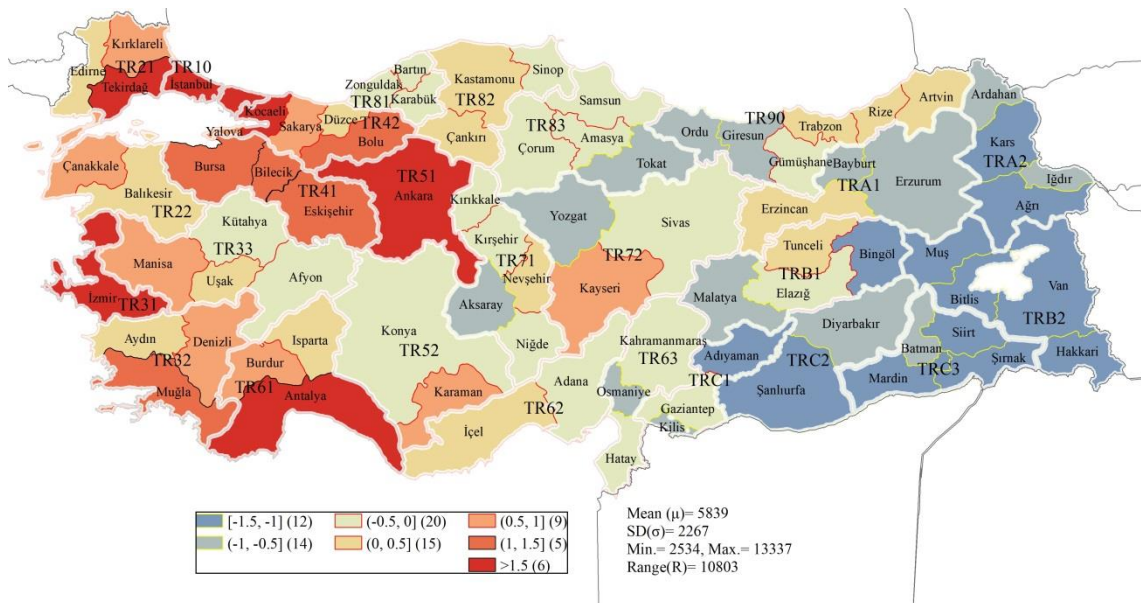 Kırklareli
Edirne
TR21
TR10
Tekirdağ
İstanbul
Kocaeli
Yalova
Sakarya
Düzce
Zonguldak
Bartın
TR81
Karabük
TR42
Bolu
Kastamonu
TR82
Çankırı
Sinop
Samsun
TR83
Amasya
Çorum
Ordu
Tokat
TR90
Giresun
Trabzon
Rize
Artvin
Ardahan
Gümüşhane
Bayburt
TRA1
Erzurum
Kars
TRA2
Iğdır
Ağrı
Çanakkale
Balıkesir
TR22
Bursa
Bilecik
TR41
Eskişehir
TR51
Ankara
Kırıkkale
Yozgat
Sivas
Erzincan
Kütahya
TR33
Manisa
Uşak
Afyon
Kırşehir
TR71
Nevşehir
TR72
Kayseri
Tunceli
TRB1
Elazığ
Bingöl
Muş
Bitlis
Van
TRB2
İzmir
TR31
Aksaray
Malatya
Diyarbakır
Batman
Siirt
Şırnak
Hakkari
Aydın
TR32
Denizli
Isparta
Konya
TR52
Niğde
Kahramanmaraş
TR63
Adıyaman
TRC1
TRC2
Şanlıurfa
Mardin
TRC3
Muğla
Burdur
TR61
Antalya
Karaman
İçel
TR62
Adana
Osmaniye
Gaziantep
Kilis
Hatay
[-1.5, -1] (12)
(-0.5, 0] (20)
(0.5, 1] (9)
(-1, -0.5] (14)
(0, 0.5] (15)
(1, 1.5] (5)
>1.5 (6)
Mean (μ)= 5839
SD(σ)= 2267
Min.= 2534, Max.= 13337
Range(R)= 10803